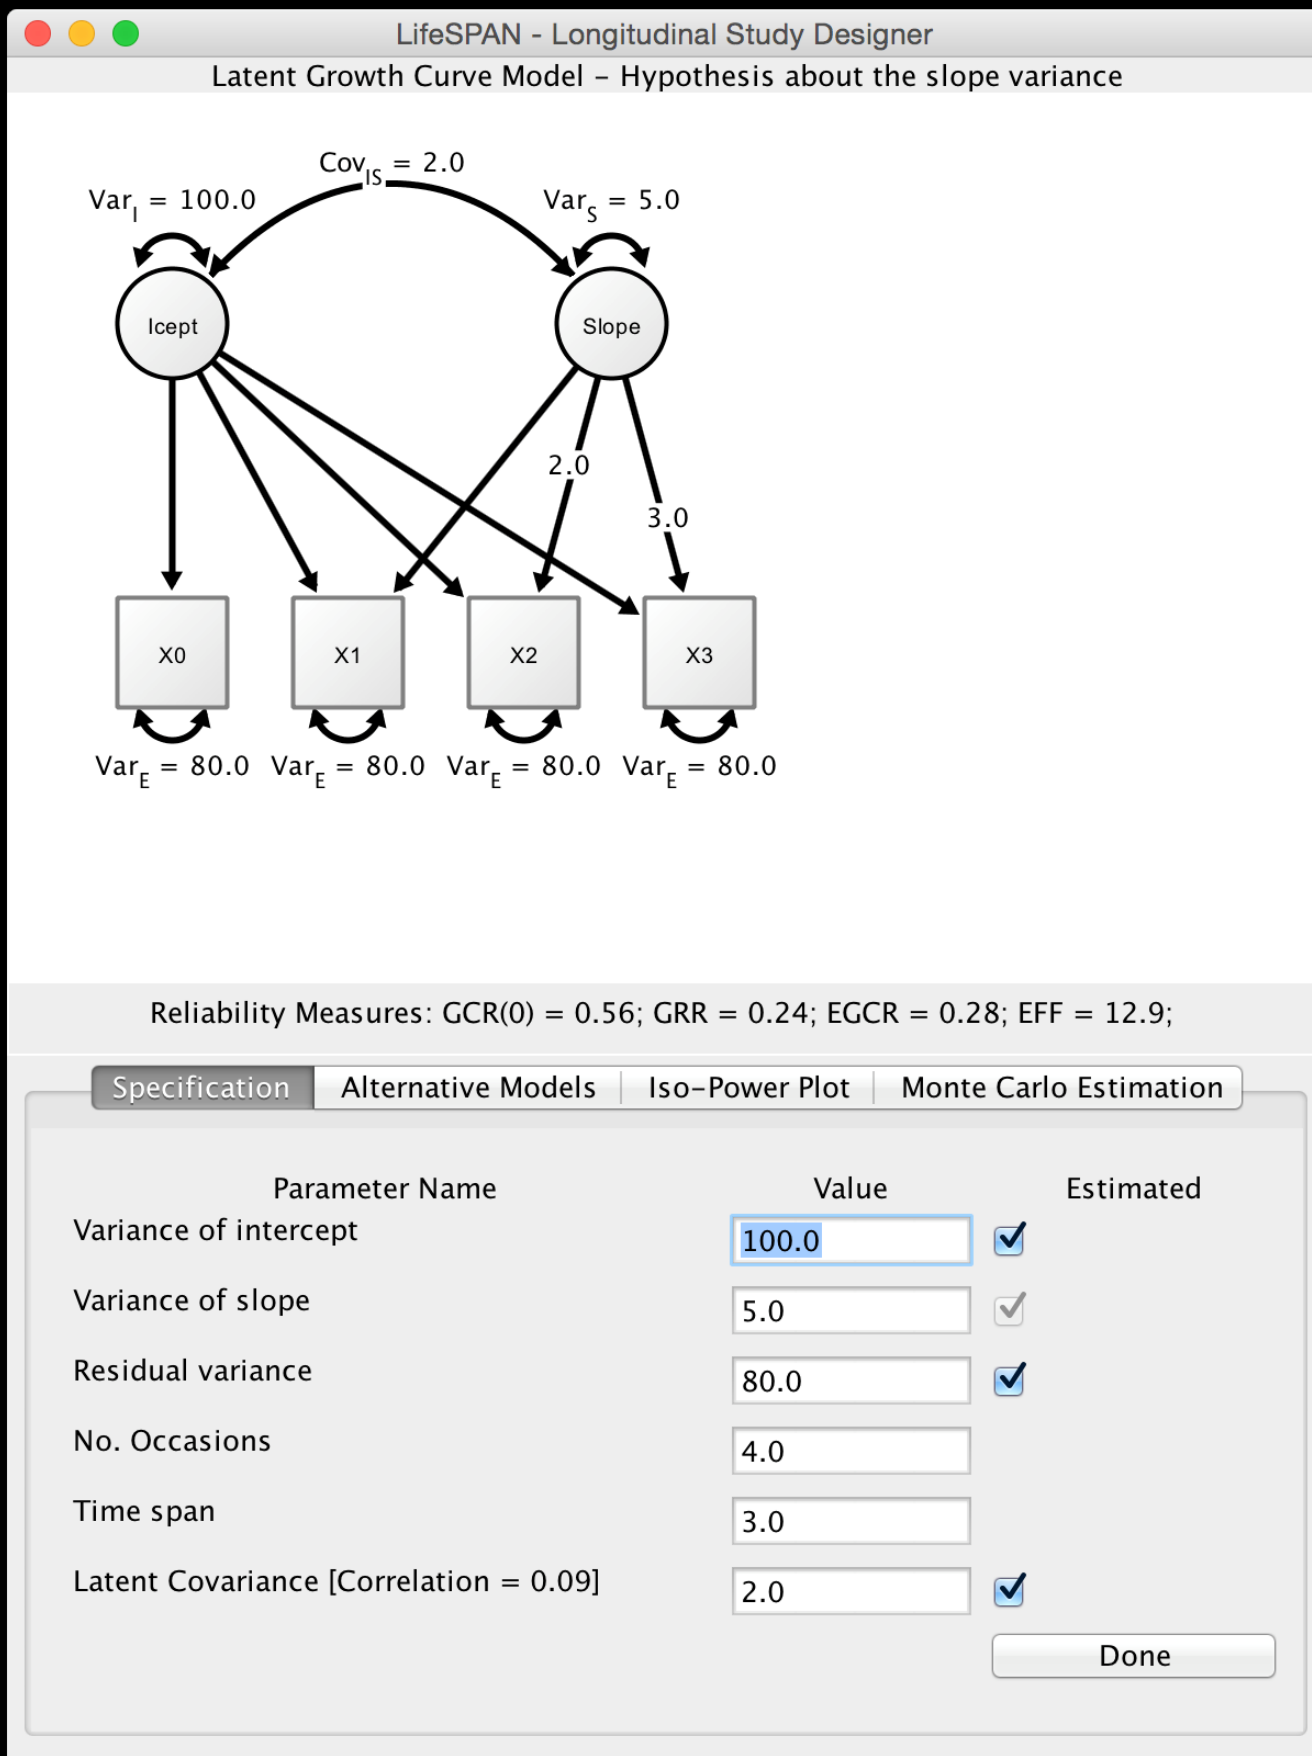 LifeSPAN - Longitudinal Study Designer
Latent Growth Curve Model – Hypothesis about the slope variance
Cov_IS = 2.0
Var_I = 100.0 Var_S = 5.0
Icept Slope
2.0
3.0
X0 X1 X2 X3
Var_E = 80.0 Var_E = 80.0 Var_E = 80.0 Var_E = 80.0
Reliability Measures: GCR(0) = 0.56; GRR = 0.24; EGCR = 0.28; EFF = 12.9;
Specification Alternative Models Iso-Power Plot Monte Carlo Estimation
Parameter Name Value Estimated
Variance of intercept 100.0
Variance of slope 5.0
Residual variance 80.0
No. Occasions 4.0
Time span 3.0
Latent Covariance [Correlation = 0.09] 2.0
Done